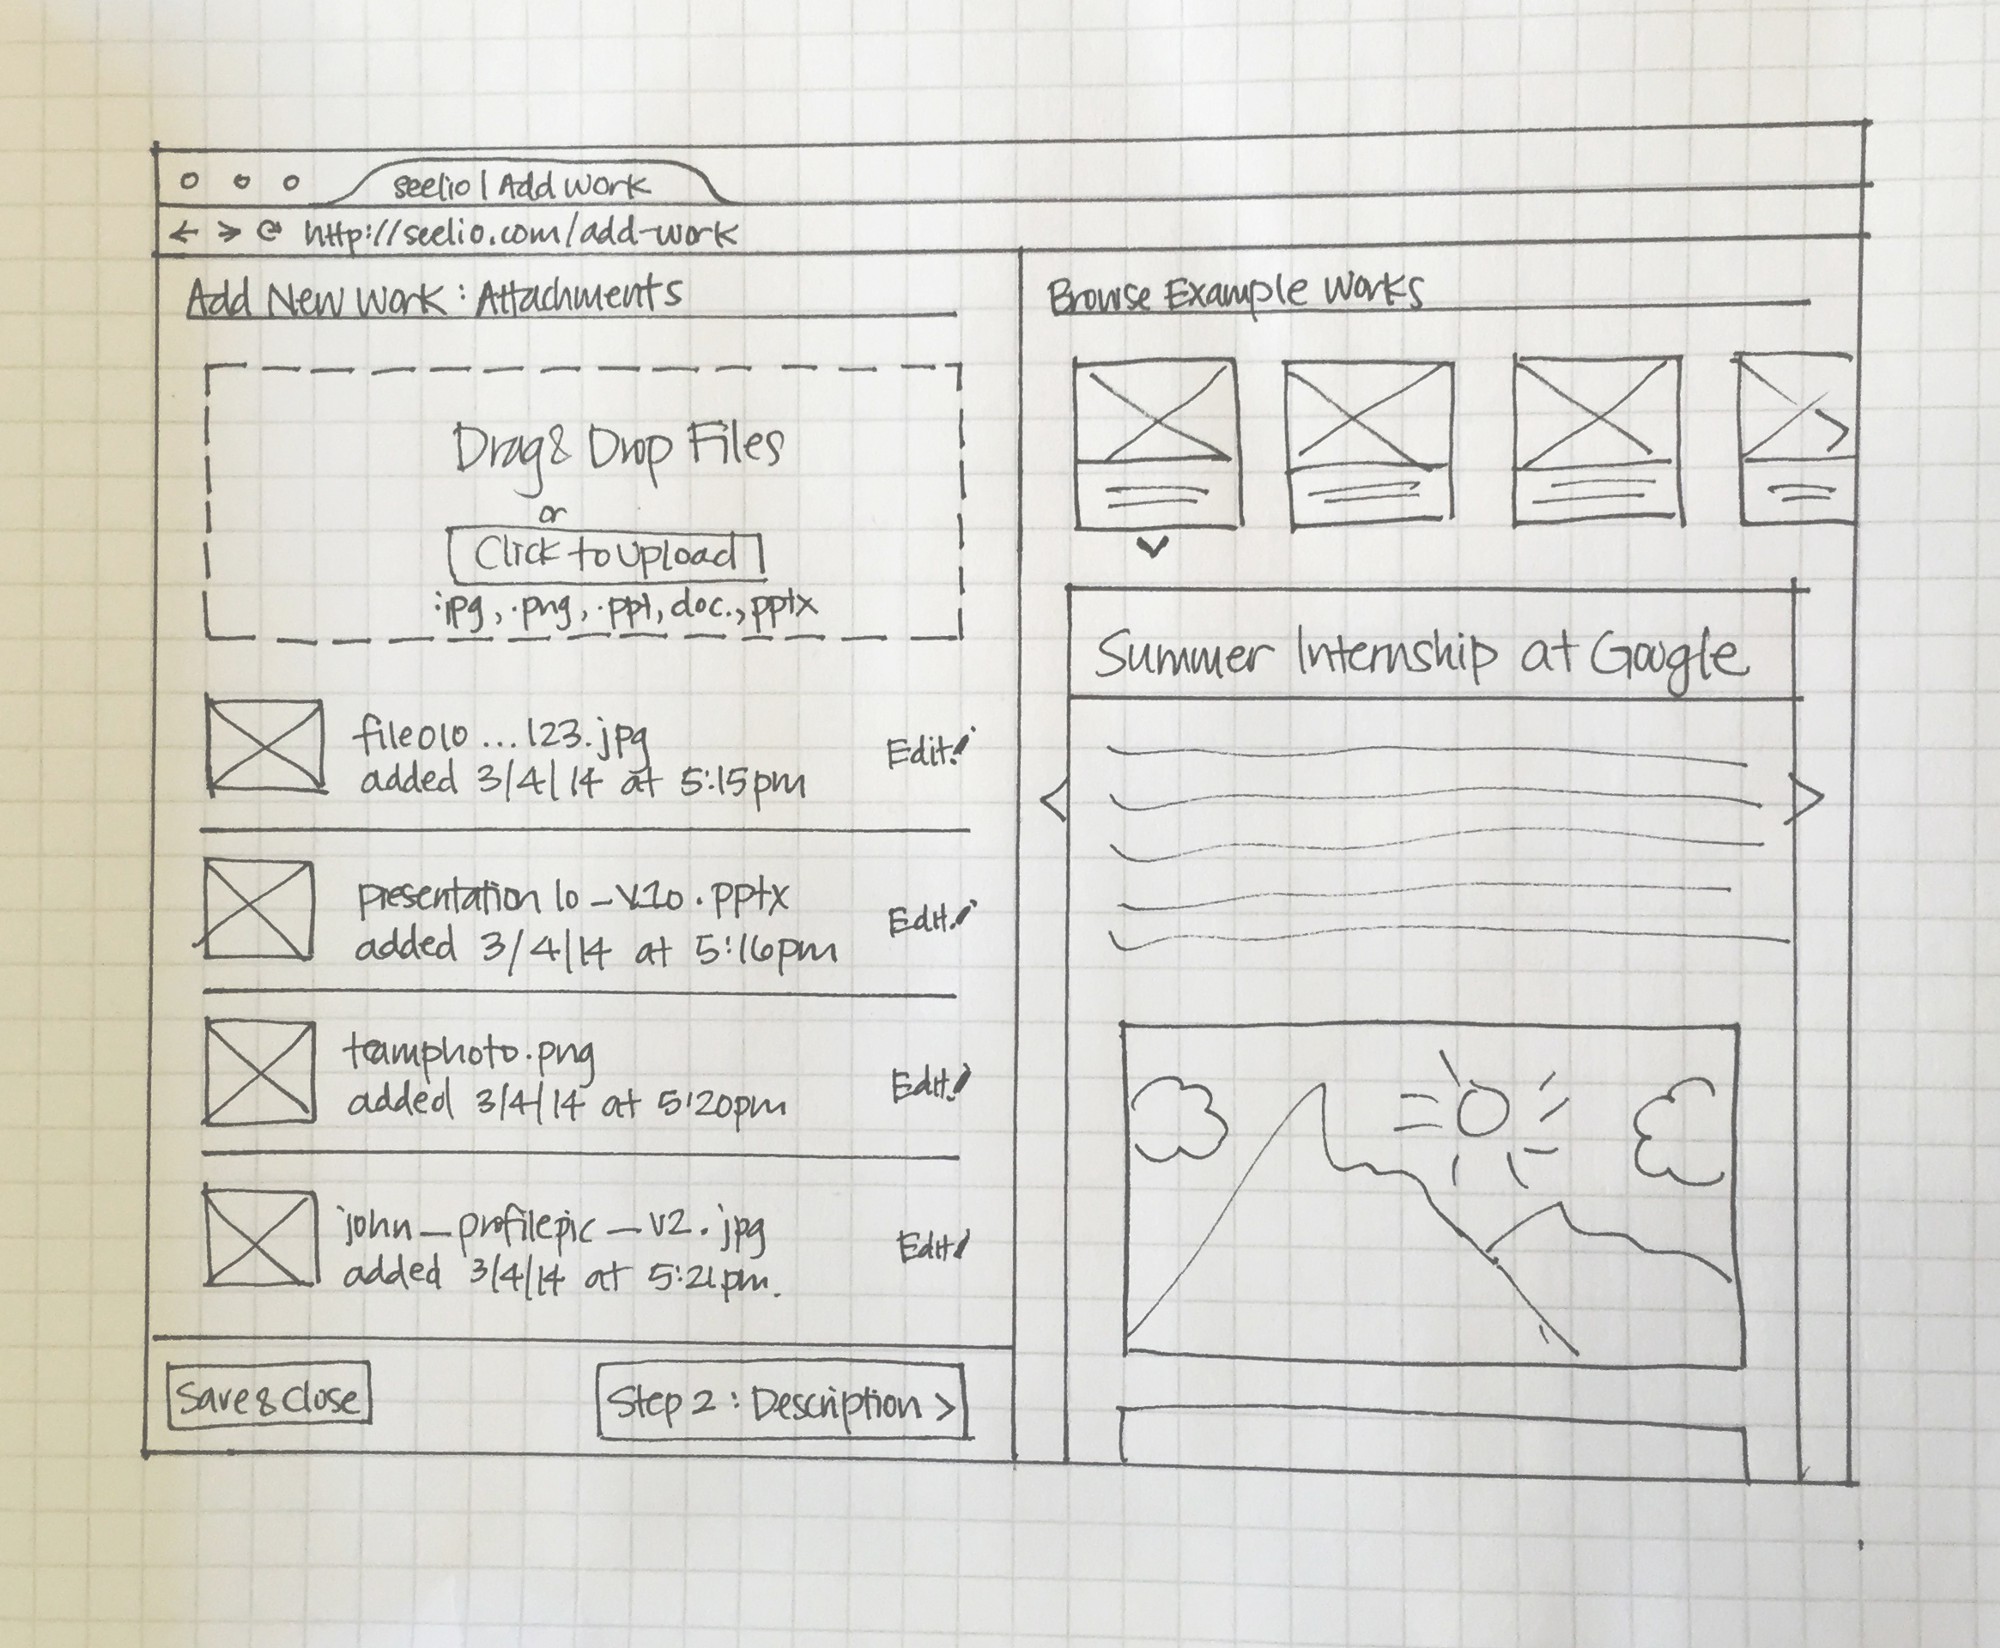 seelio | Add Work
http://seelio.com/add-work
Add New Work: Attachments
Drag & Drop Files
or
Click to Upload
.jpg, .png, .ppt, doc., pptx
file010 ... 123.jpg
added 3/4/14 at 5:15pm
Edit
presentation 10_v10.pptx
added 3/4/14 at 5:16pm
Edit
teamphoto.png
added 3/4/14 at 5:20pm
Edit
john_profilepic_v2.jpg
added 3/4/14 at 5:21pm.
Edit
Save & Close
Step 2: Description >
Browse Example Works
Summer Internship at Google